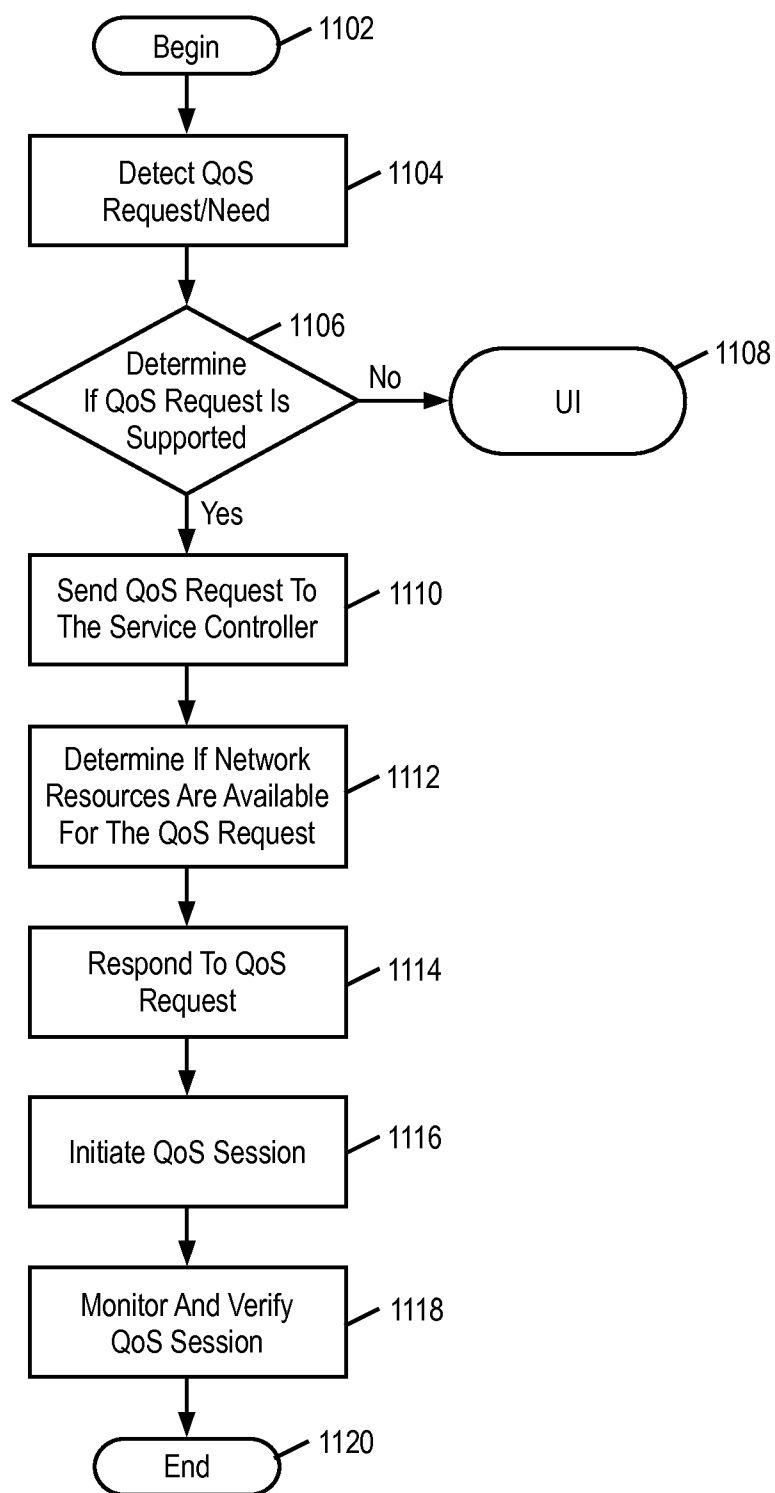 Begin
1102
Detect QoS
Request/Need
1104
1106
Determine
If QoS Request Is
Supported
No
UI
1108
Yes
Send QoS Request To
The Service Controller
1110
Determine If Network
Resources Are Available
For The QoS Request
1112
Respond To QoS
Request
1114
Initiate QoS Session
1116
Monitor And Verify
QoS Session
1118
End
1120